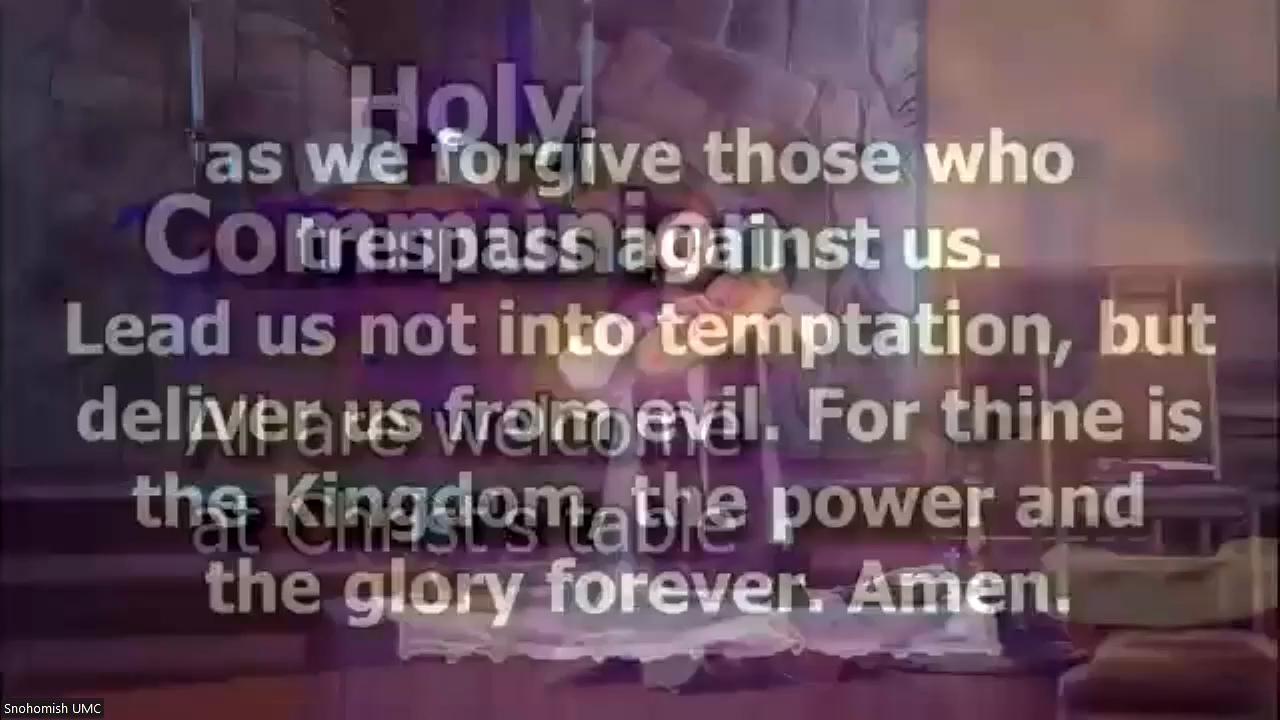 Holy
Communion
All are welcome
at Christ's table
as we forgive those who
trespass against us.
Lead us not into temptation, but
deliver us from evil. For thine is
the Kingdom, the power and
the glory forever. Amen.
Snohomish UMC